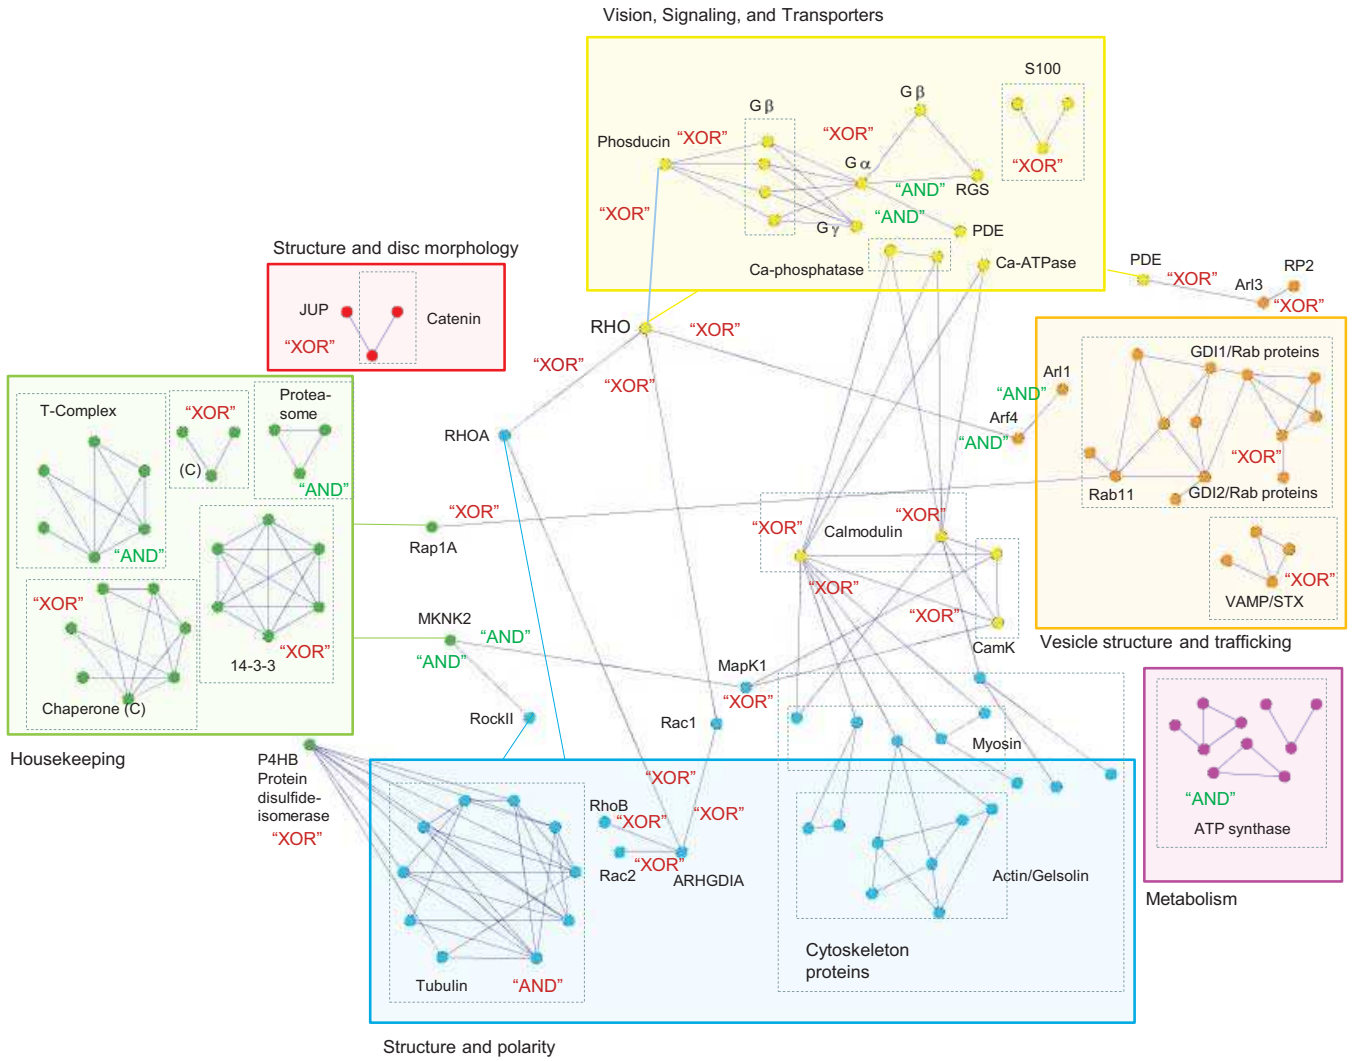 Vision, Signaling, and Transporters
S100
G β
G β
Phosducin
“XOR”
“XOR”
G α
“XOR”
“AND”
RGS
“XOR”
“AND”
G γ
PDE
Structure and disc morphology
Ca-phosphatase
Ca-ATPase
PDE
“XOR”
RP2
Arl3
“XOR”
JUP
Catenin
“XOR”
RHO
“XOR”
“XOR”
“XOR”
GDI1/Rab proteins
Arl1
“AND”
Arf4
“AND”
“XOR”
Rab11
GDI2/Rab proteins
“XOR”
VAMP/STX
Vesicle structure and trafficking
T-Complex
“XOR”
(C)
Protea-
some
“AND”
“AND”
“XOR”
14-3-3
“XOR”
Chaperone (C)
Housekeeping
RHOA
“XOR”
Rap1A
MKNK2
“AND”
“AND”
RockII
“XOR”
Calmodulin
“XOR”
“XOR”
“XOR”
CamK
MapK1
“XOR”
Rac1
Myosin
P4HB
Protein
disulfide-
isomerase
“XOR”
“XOR”
RhoB
“XOR”
“XOR”
Rac2
“XOR”
ARHGDIA
Actin/Gelsolin
Cytoskeleton
proteins
Tubulin
“AND”
Structure and polarity
“AND”
ATP synthase
Metabolism